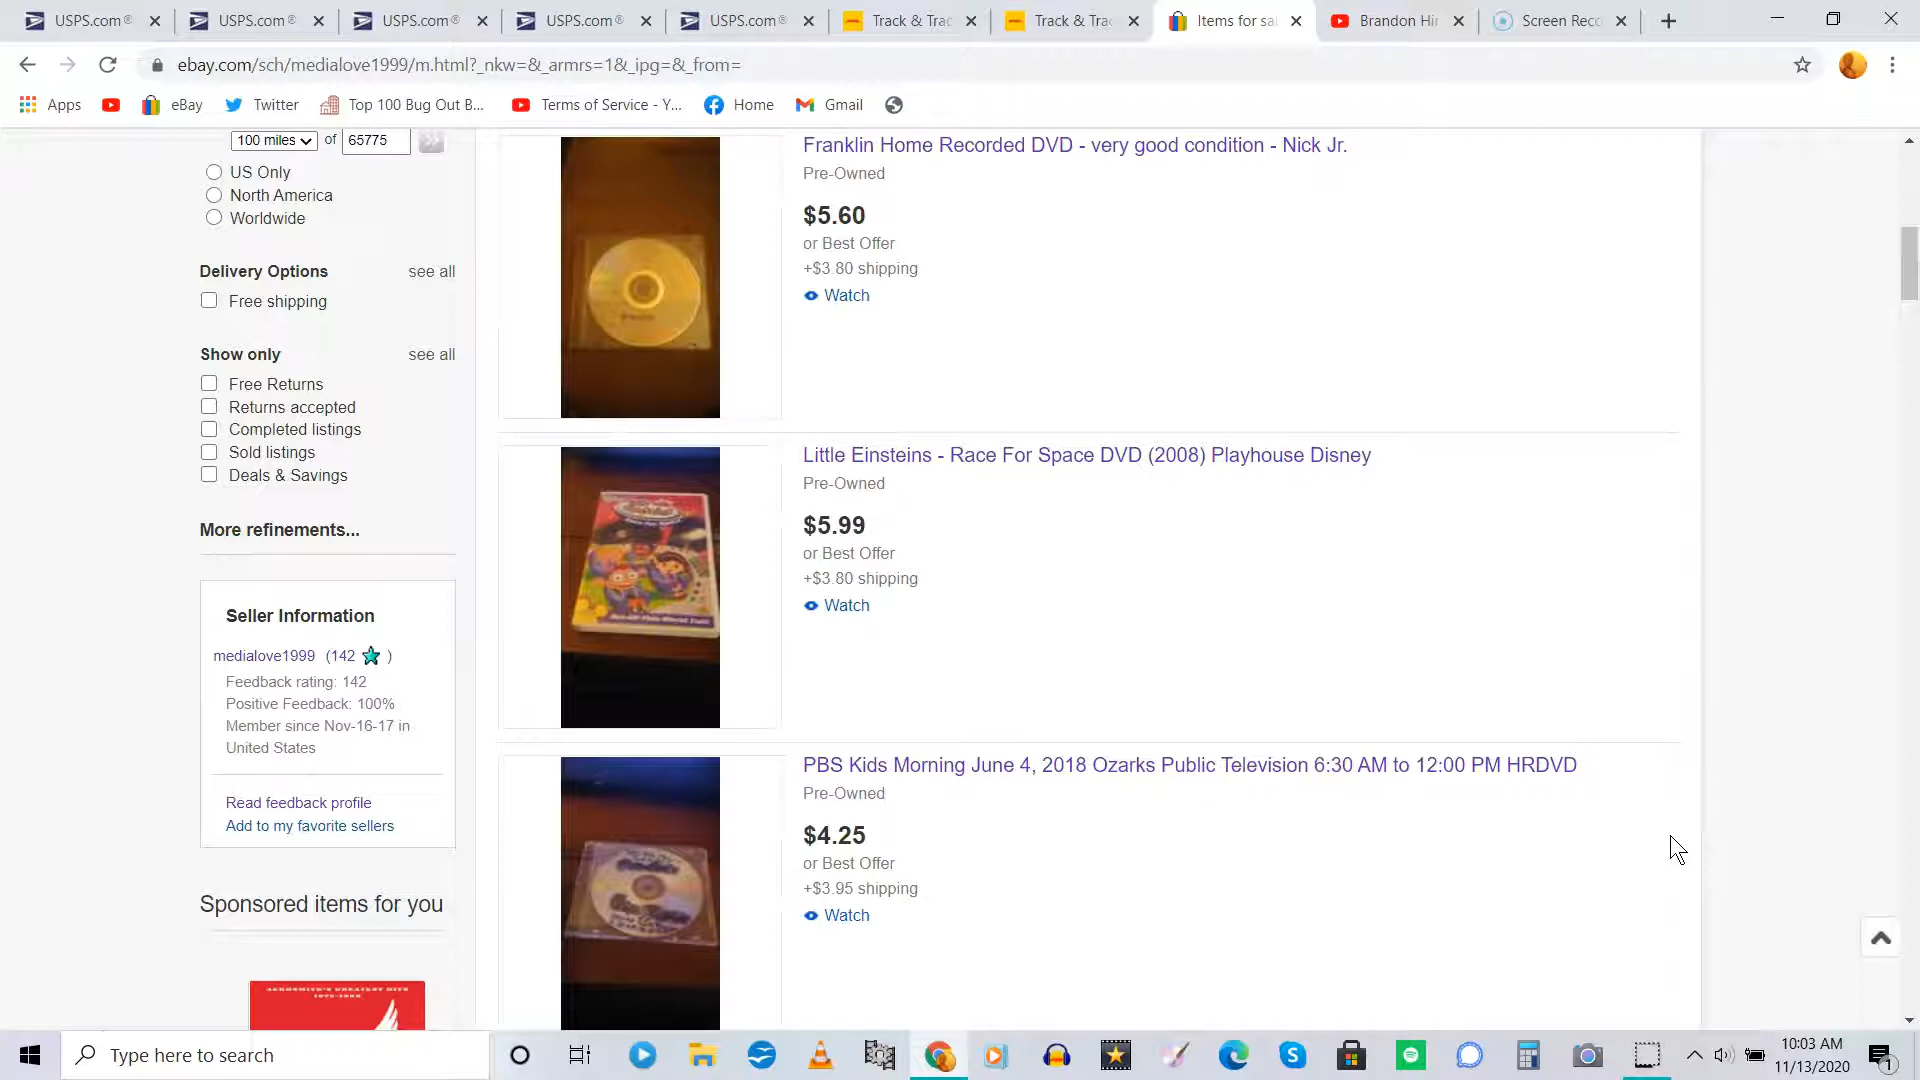 USPS.com®
USPS.com®
USPS.com®
USPS.com®
USPS.com®
Track & Trac
Track & Trac
Items for sal
Brandon Hir
Screen Reco
ebay.com/sch/medialove1999/m.html?_nkw=&_armrs=1&_ipg=&_from=
Apps
eBay
Twitter
Top 100 Bug Out B...
Terms of Service - Y...
Home
Gmail
100 miles of 65775
US Only
North America
Worldwide
Delivery Options see all
Free shipping
Show only see all
Free Returns
Returns accepted
Completed listings
Sold listings
Deals & Savings
More refinements...
Seller Information
medialove1999 (142 )
Feedback rating: 142
Positive Feedback: 100%
Member since Nov-16-17 in
United States
Read feedback profile
Add to my favorite sellers
Sponsored items for you
AEROSMITH'S GREATEST HITS
Franklin Home Recorded DVD - very good condition - Nick Jr.
Pre-Owned
$5.60
or Best Offer
+$3.80 shipping
Watch
Little Einsteins - Race For Space DVD (2008) Playhouse Disney
Pre-Owned
$5.99
or Best Offer
+$3.80 shipping
Watch
PBS Kids Morning June 4, 2018 Ozarks Public Television 6:30 AM to 12:00 PM HRDVD
Pre-Owned
$4.25
or Best Offer
+$3.95 shipping
Watch
Type here to search
10:03 AM
11/13/2020
1